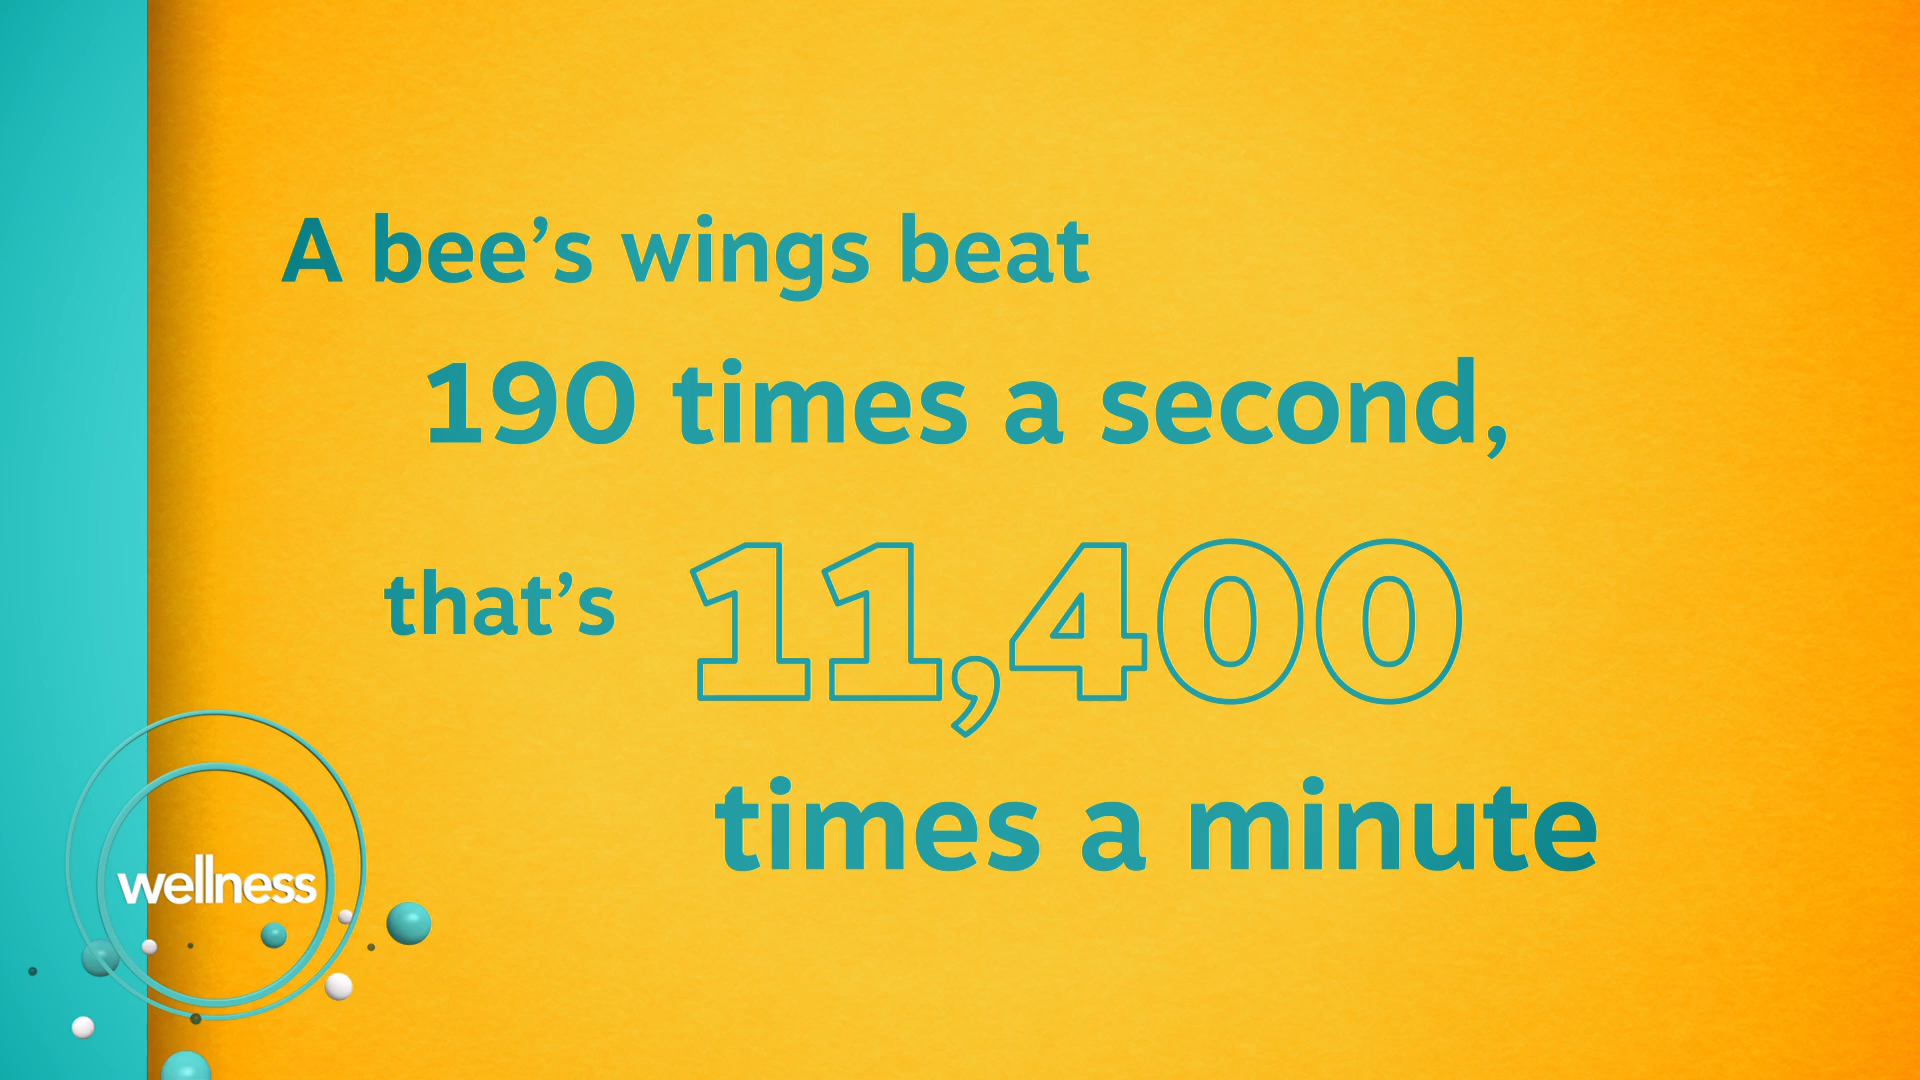 A bee’s wings beat
190 times a second,
that’s 11,400
times a minute
wellness